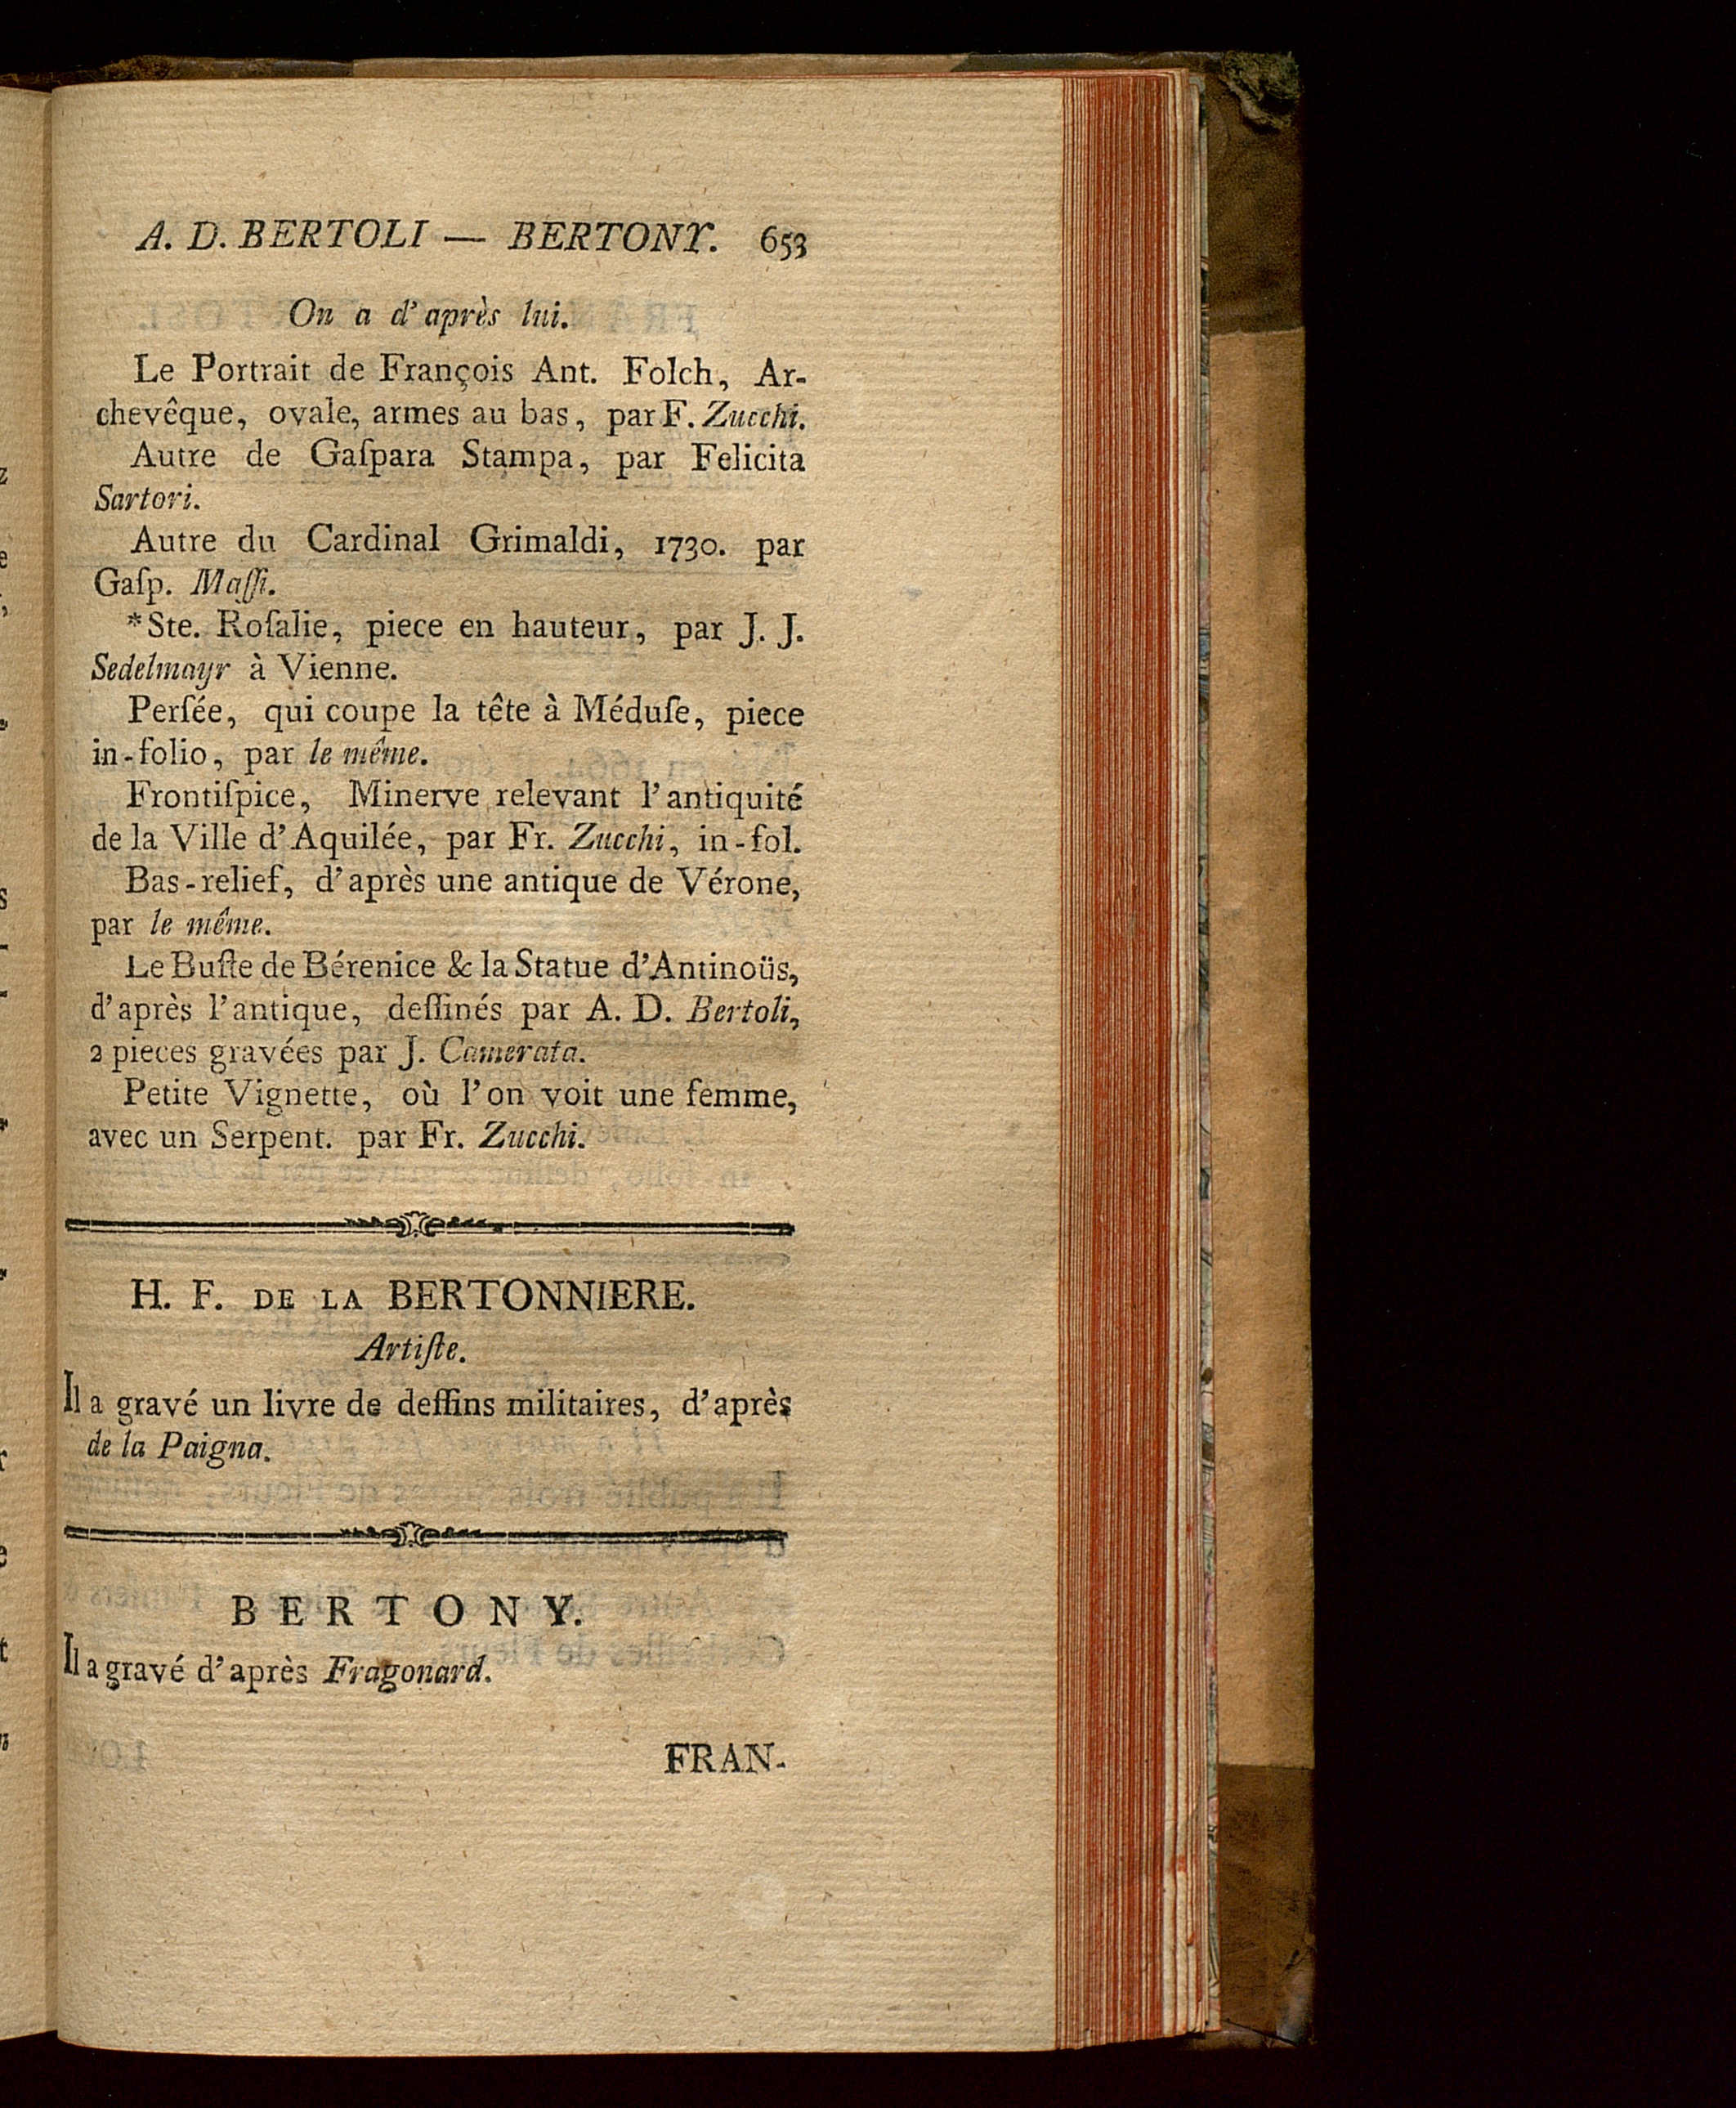 A. D. BERTOLI — BERTONY. 653
On a d'après lui.
Le Portrait de François Ant. Folch, Ar-
chevêque, ovale, armes au bas, par F. Zucchi.
Autre de Gaſpara Stampa, par Felicita
Sartori.
Autre du Cardinal Grimaldi, 1730. par
Gaſp. Maſſi.
*Ste. Roſalie, piece en hauteur, par J. J.
Sedelmayr à Vienne.
Perſée, qui coupe la tête à Méduſe, piece
in-folio, par le même.
Frontiſpice, Minerve relevant l'antiquité
de la Ville d'Aquilée, par Fr. Zucchi, in-fol.
Bas-relief, d'après une antique de Vérone,
par le même.
Le Buſte de Bérenice & la Statue d'Antinoüs,
d'après l'antique, deſſinés par A. D. Bertoli,
2 pieces gravées par J. Camerata.
Petite Vignette, où l'on voit une femme,
avec un Serpent. par Fr. Zucchi.
H. F. DE LA BERTONNIERE.
Artiſte.
Il a gravé un livre de deſſins militaires, d'après
de la Paigna.
BERTONY.
Il a gravé d'après Fragonard.
FRAN-